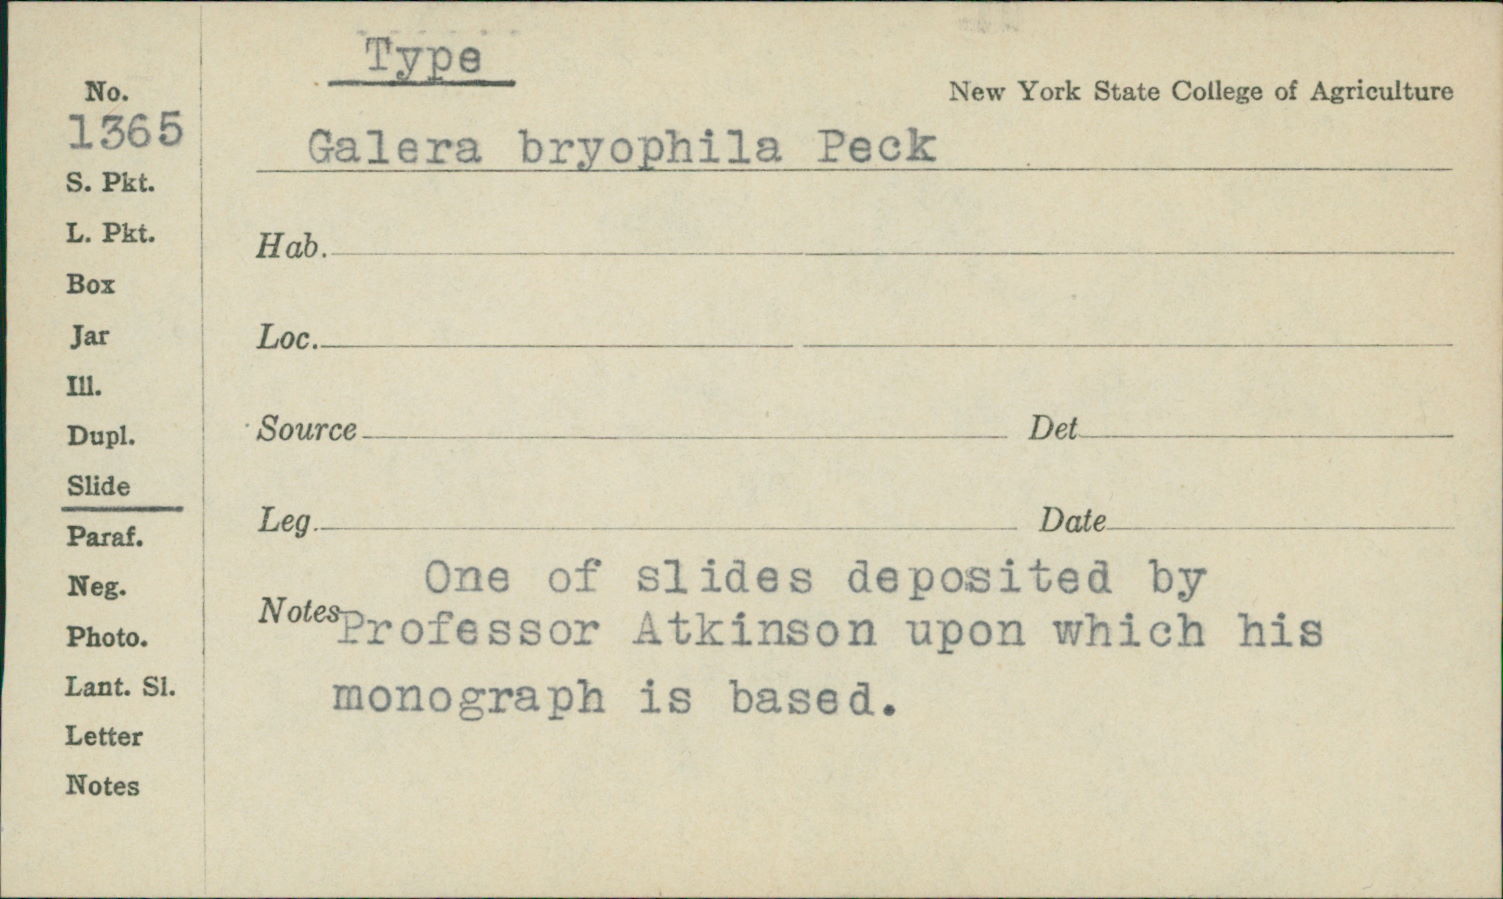 Type
New York State College of Agriculture
No.
1365
Galera bryophila Peck
S. Pkt.
L. Pkt.
Box
Jar
Ill.
Dupl.
Slide
Paraf.
Neg.
Photo.
Lant. Sl.
Letter
Notes
Hab.
Loc.
Source Det
Leg. Date
Notes One of slides deposited by
Professor Atkinson upon which his
monograph is based.